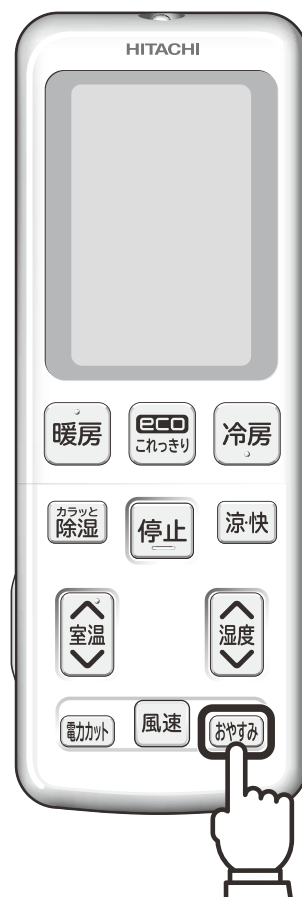 HITACHI
暖房
eco
これっきり
冷房
カラッと
除湿
停止
涼・快
室温
湿度
電力カット
風速
おやすみ